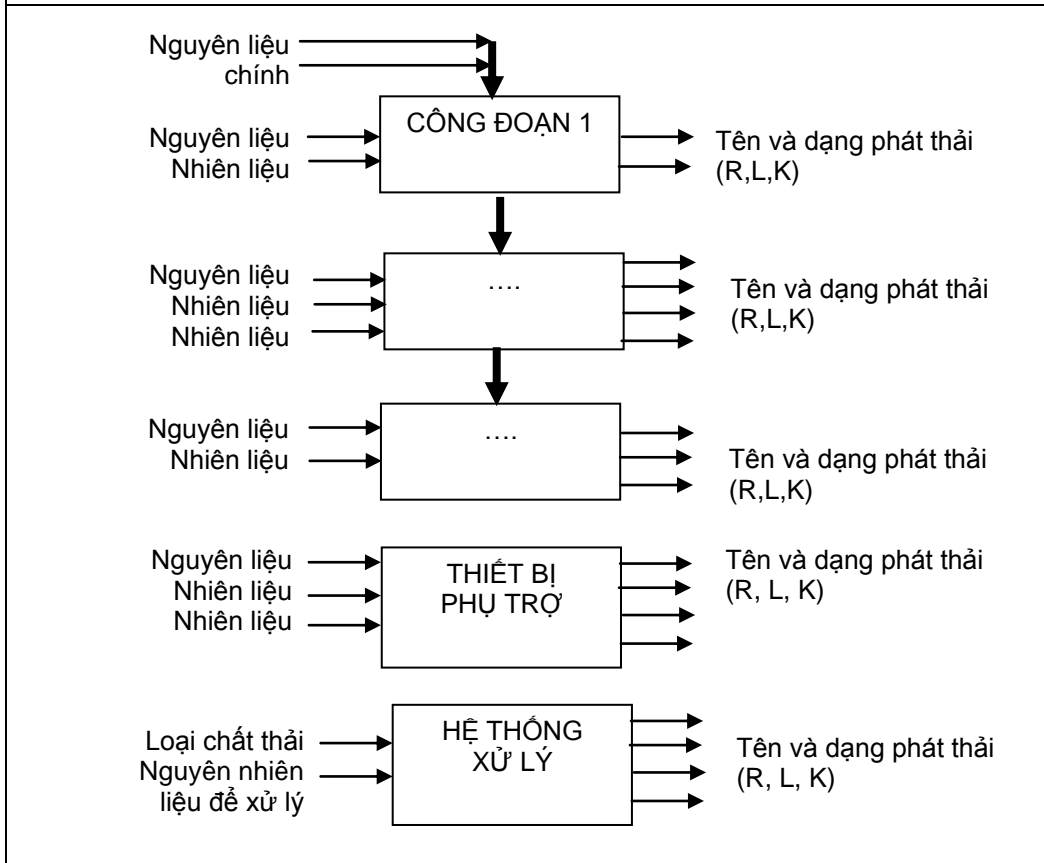 Nguyên liệu
chính
CÔNG ĐOẠN 1
Nguyên liệu
Nhiên liệu
Tên và dạng phát thải
(R,L,K)
Nguyên liệu
Nhiên liệu
Nhiên liệu
….
Tên và dạng phát thải
(R,L,K)
Nguyên liệu
Nhiên liệu
….
Tên và dạng phát thải
(R,L,K)
Nguyên liệu
Nhiên liệu
Nhiên liệu
THIẾT BỊ
PHỤ TRỢ
Tên và dạng phát thải
(R, L, K)
Loại chất thải
Nguyên nhiên
liệu để xử lý
HỆ THỐNG
XỬ LÝ
Tên và dạng phát thải
(R, L, K)